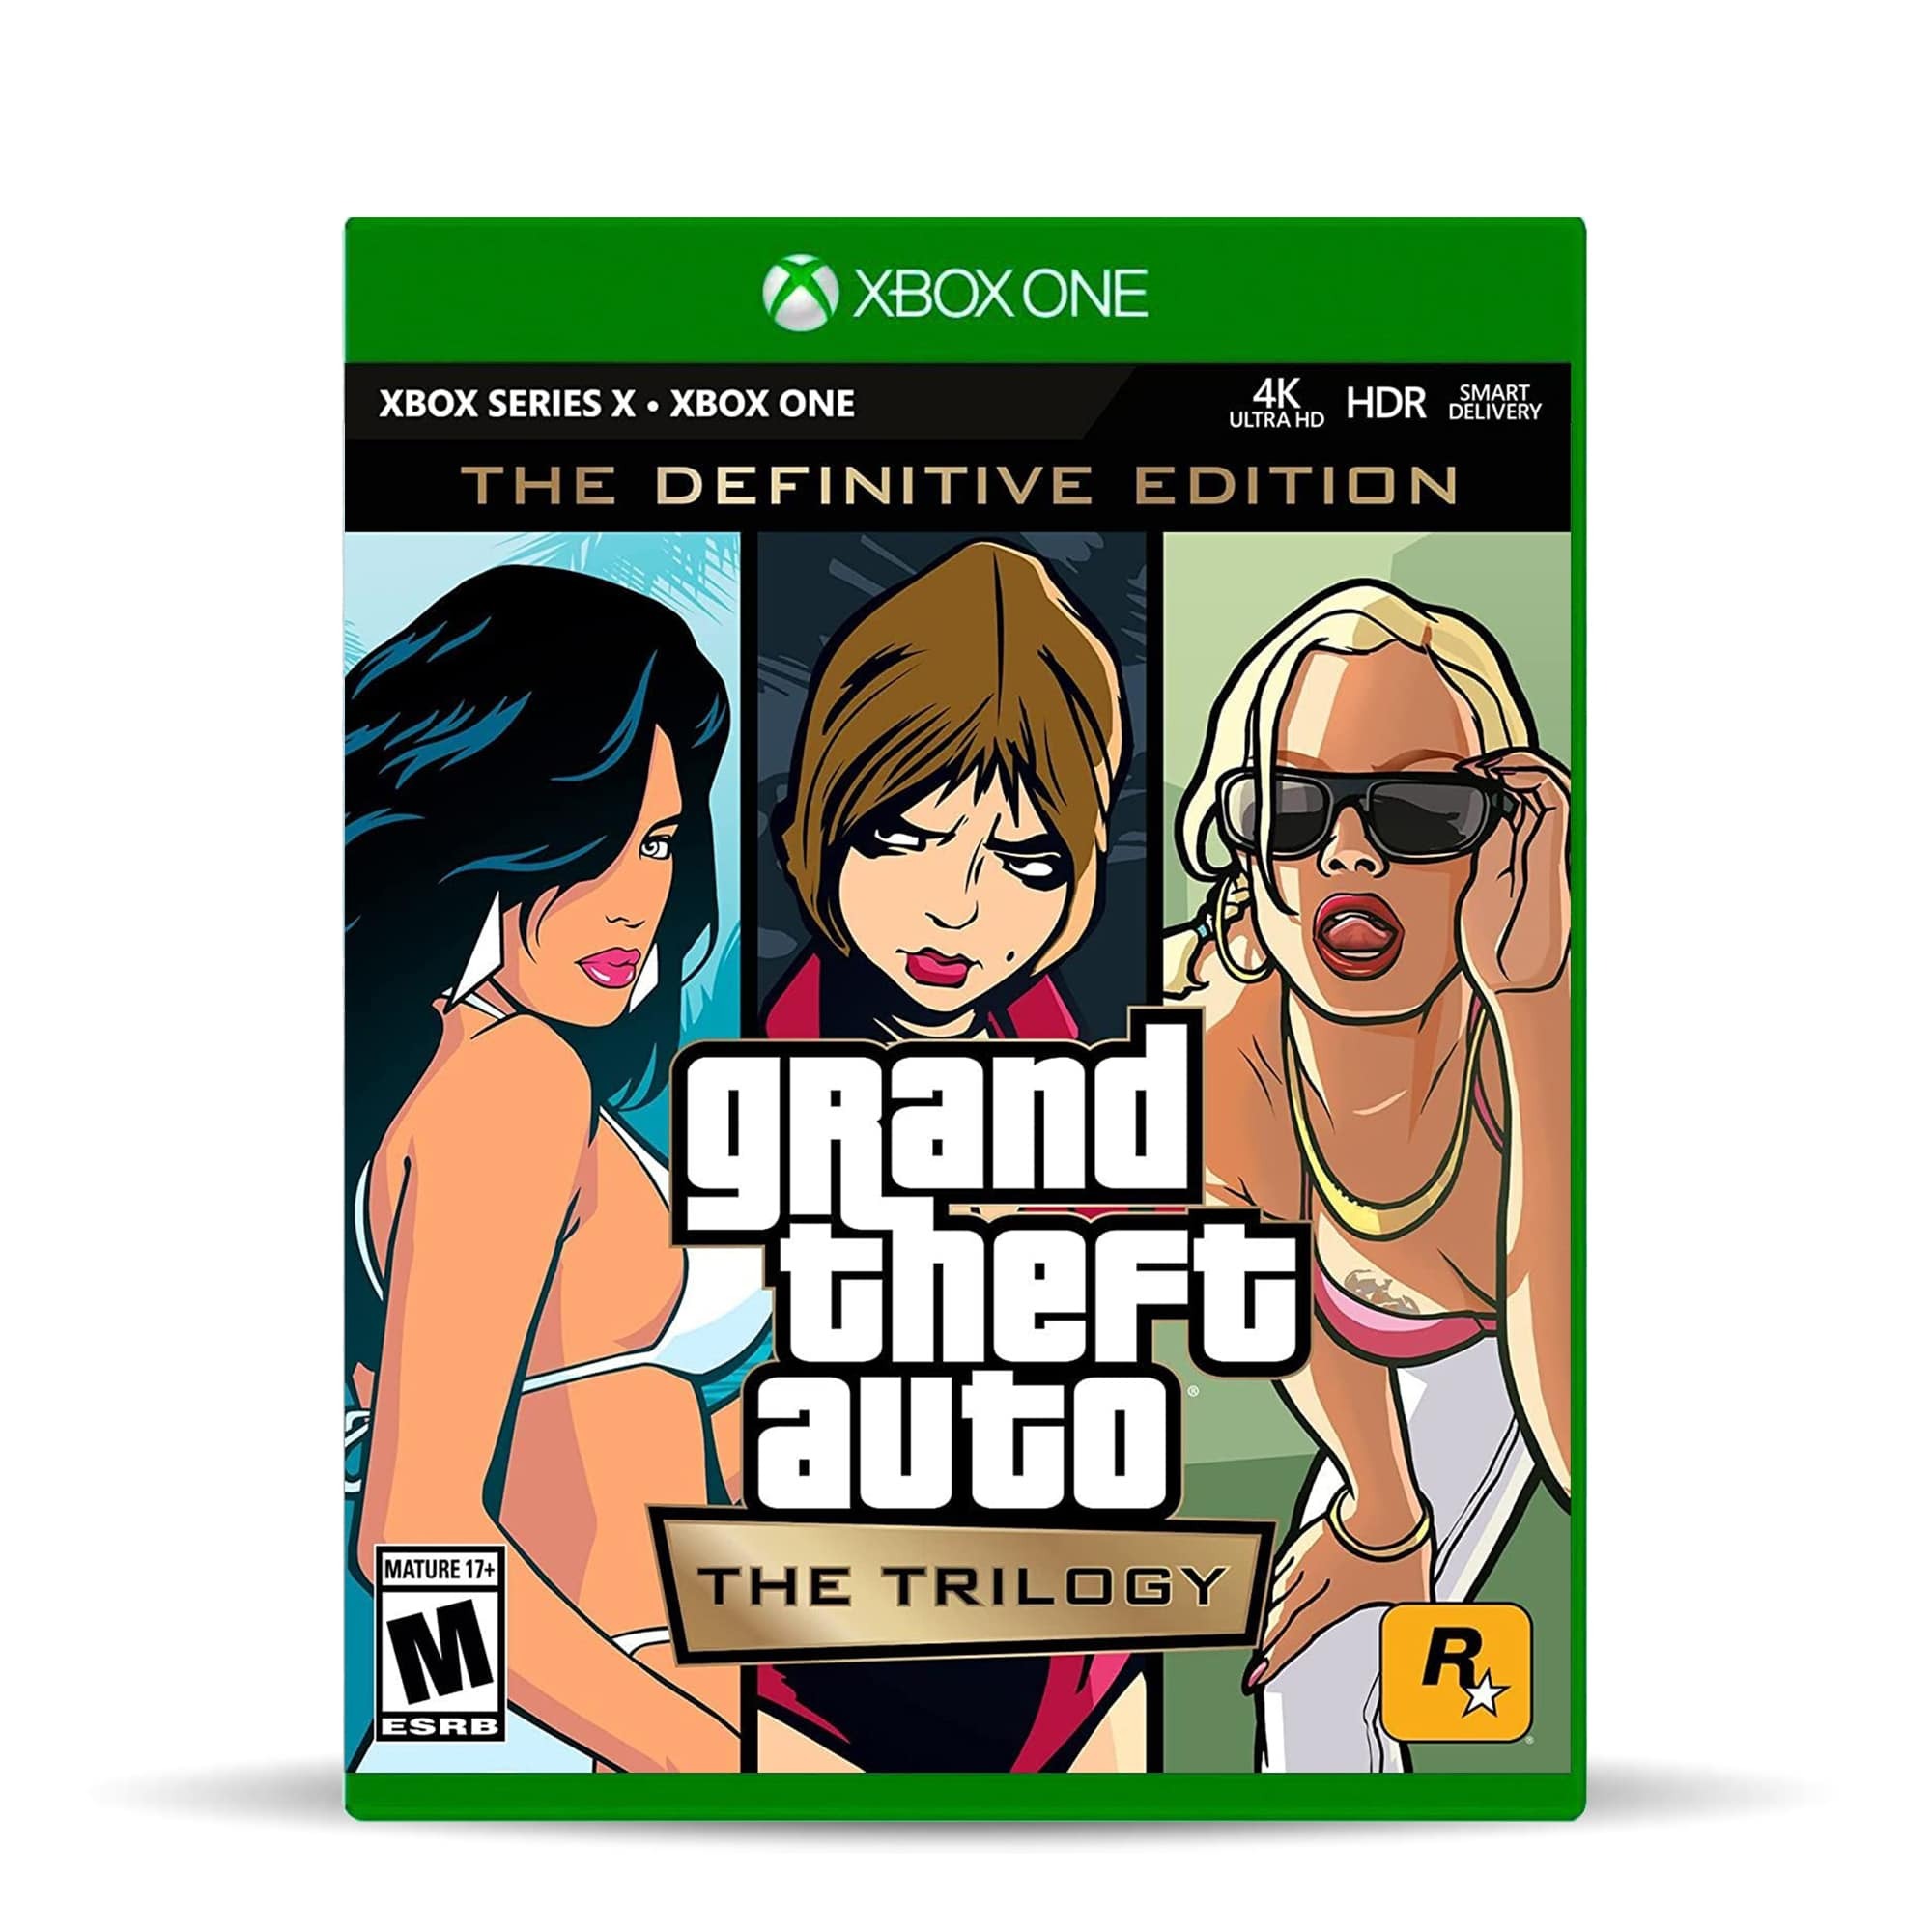 XBOX ONE
XBOX SERIES X • XBOX ONE
4K
ULTRA HD
HDR
SMART
DELIVERY
THE DEFINITIVE EDITION
grand
theft
auto®
THE TRILOGY
MATURE 17+
M
ESRB
R
®